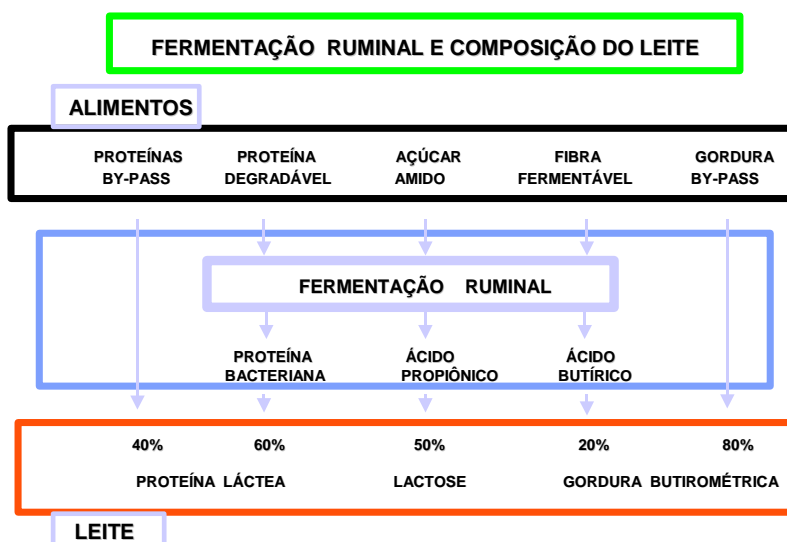 FERMENTAÇÃO RUMINAL E COMPOSIÇÃO DO LEITE
ALIMENTOS
PROTEÍNAS PROTEÍNA AÇÚCAR FIBRA GORDURA
BY-PASS DEGRADÁVEL AMIDO FERMENTÁVEL BY-PASS
FERMENTAÇÃO RUMINAL
PROTEÍNA ÁCIDO ÁCIDO
BACTERIANA PROPIÔNICO BUTÍRICO
40% 60% 50% 20% 80%
PROTEÍNA LÁCTEA LACTOSE GORDURA BUTIROMÉTRICA
LEITE